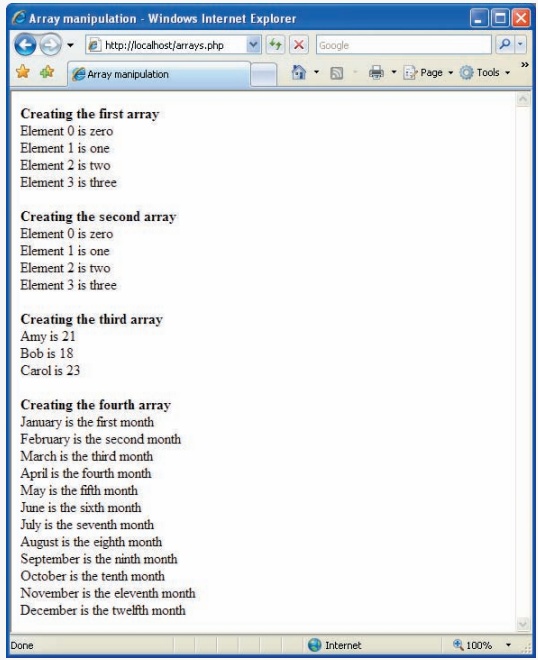 Array manipulation - Windows Internet Explorer
http://localhost/arrays.php
Google
Array manipulation
Page
Tools
Creating the first array
Element 0 is zero
Element 1 is one
Element 2 is two
Element 3 is three
Creating the second array
Element 0 is zero
Element 1 is one
Element 2 is two
Element 3 is three
Creating the third array
Amy is 21
Bob is 18
Carol is 23
Creating the fourth array
January is the first month
February is the second month
March is the third month
April is the fourth month
May is the fifth month
June is the sixth month
July is the seventh month
August is the eighth month
September is the ninth month
October is the tenth month
November is the eleventh month
December is the twelfth month
Done
Internet
100%